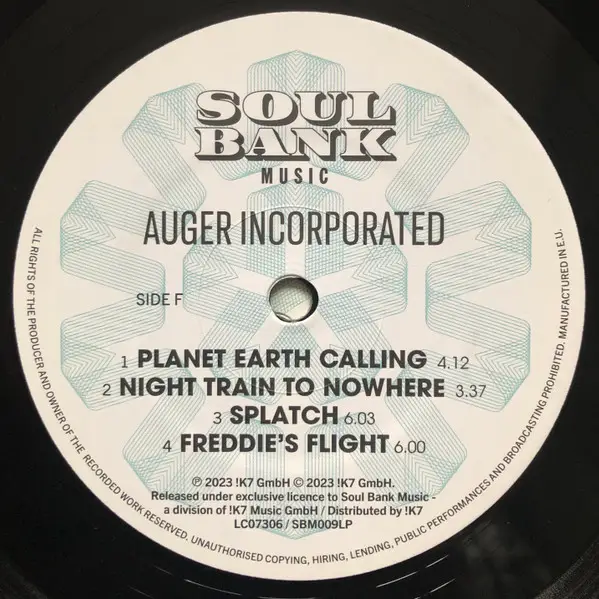 SOUL
BANK
MUSIC
AUGER INCORPORATED
SIDE F
1 PLANET EARTH CALLING 4.12
2 NIGHT TRAIN TO NOWHERE 3.37
3 SPLATCH 6.03
4 FREDDIE'S FLIGHT 6.00
℗ 2023 !K7 GmbH © 2023 !K7 GmbH.
Released under exclusive licence to Soul Bank Music -
a division of !K7 Music GmbH / Distributed by !K7
LC07306 / SBM009LP
ALL RIGHTS OF THE PRODUCER AND OWNER OF THE RECORDED WORK RESERVED. UNAUTHORISED COPYING, HIRING, LENDING, PUBLIC PERFORMANCES AND BROADCASTING PROHIBITED. MANUFACTURED IN E.U.